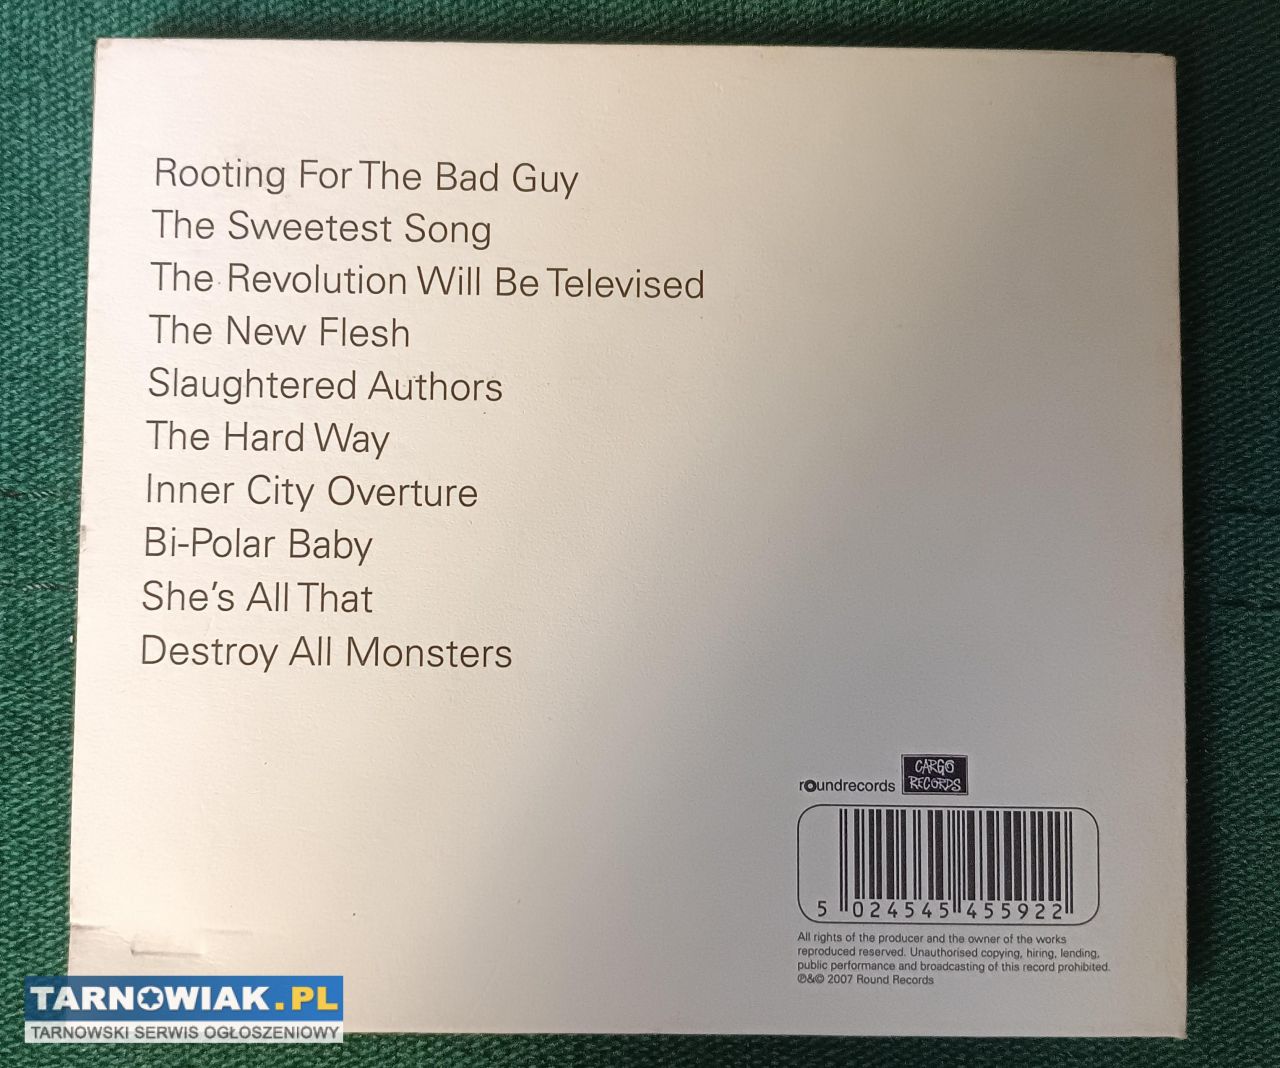 Rooting For The Bad Guy
The Sweetest Song
The Revolution Will Be Televised
The New Flesh
Slaughtered Authors
The Hard Way
Inner City Overture
Bi-Polar Baby
She's All That
Destroy All Monsters
roundrecords
CARGO
RECORDS
5 024545 455922
All rights of the producer and the owner of the works
reproduced reserved. Unauthorised copying, hiring, lending,
public performance and broadcasting of this record prohibited.
℗&© 2007 Round Records
TARNOWIAK.PL
TARNOWSKI SERWIS OGŁOSZENIOWY